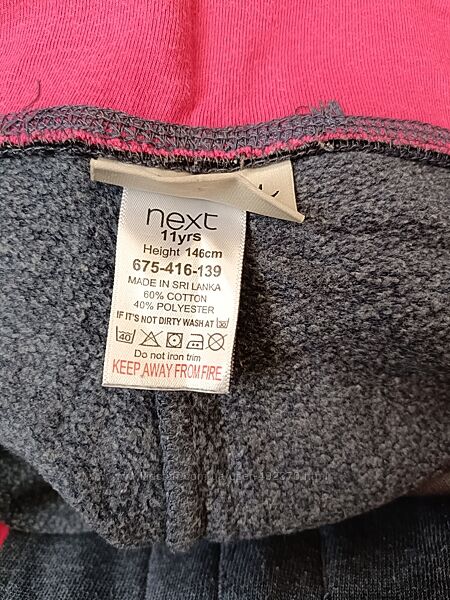 next
11yrs
Height 146cm
675-416-139
MADE IN SRI LANKA
60% COTTON
40% POLYESTER
IF IT'S NOT DIRTY WASH AT 30
40
Do not iron trim
KEEP AWAY FROM FIRE